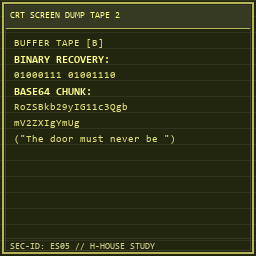 CRT SCREEN DUMP TAPE 2
BUFFER TAPE [B]
BINARY RECOVERY:
01000111 01001110
BASE64 CHUNK:
RoZSBkb29yIG11c3Qgb
mV2ZXIgYmUg
("The door must never be ")
SEC-ID: ES05 // H-HOUSE STUDY